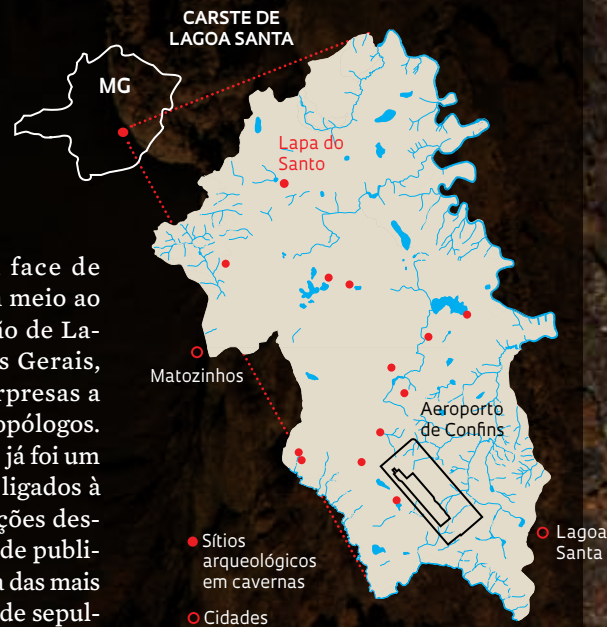 CARSTE DE
LAGOA SANTA
MG
Lapa do
Santo
Matozinhos
Aeroporto
de Confins
Lagoa
Santa
Sítios
arqueológicos
em cavernas
Cidades
face de
meio ao
ão de La-
s Gerais,
rpresas a
opólogos.
já foi um
ligados à
ções des-
de publi-
a das mais
de sepul-